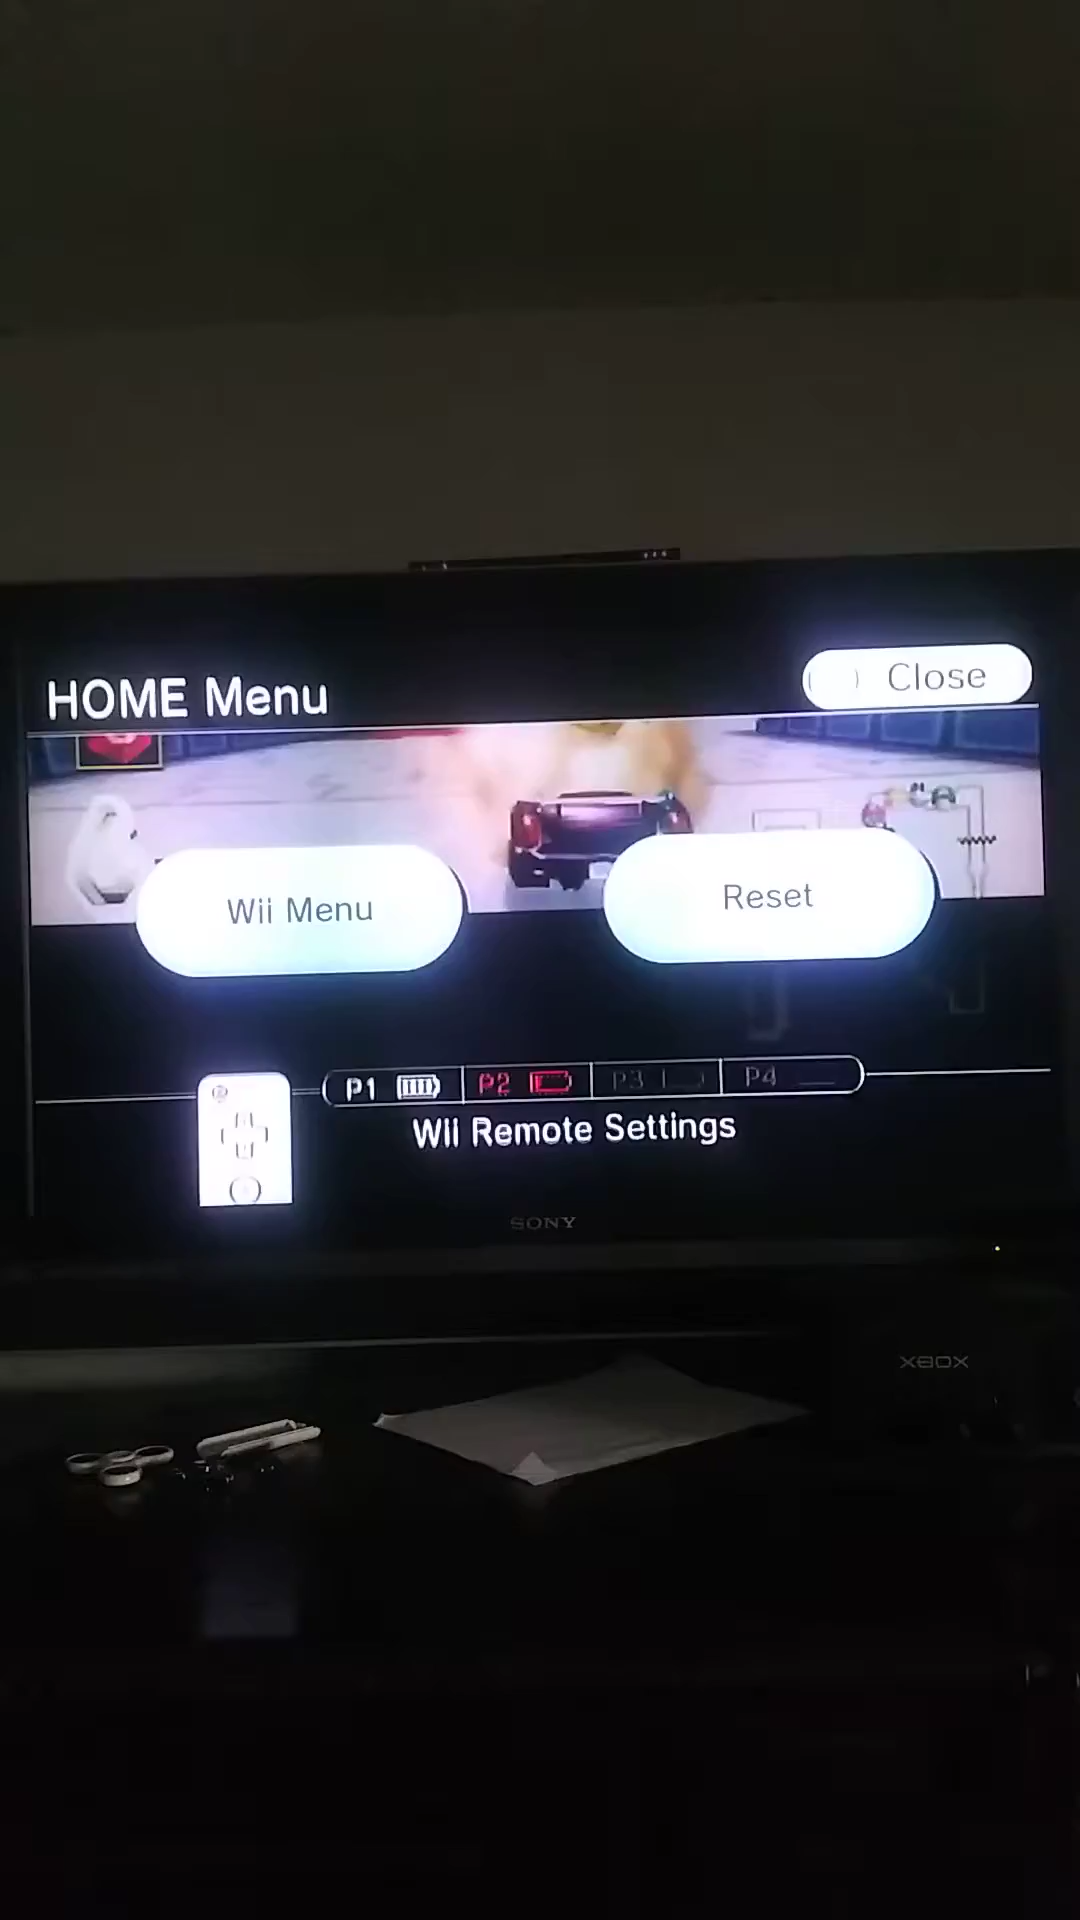 HOME Menu
Close
Wii Menu
Reset
P1
P2
P3
P4
Wii Remote Settings
SONY
XBOX